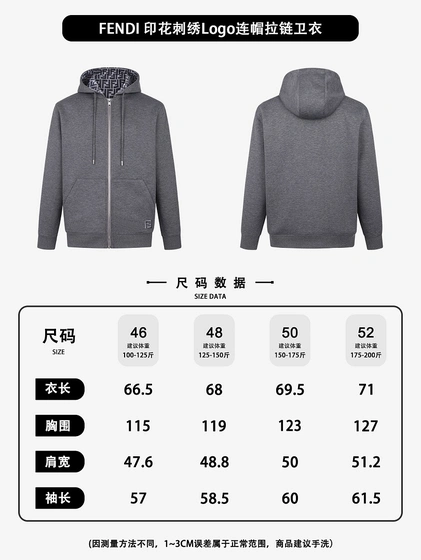 FENDI 印花刺绣Logo连帽拉链卫衣
尺码数据
SIZE DATA
尺码
SIZE
46
建议体重
100-125斤
48
建议体重
125-150斤
50
建议体重
150-175斤
52
建议体重
175-200斤
衣长 66.5 68 69.5 71
胸围 115 119 123 127
肩宽 47.6 48.8 50 51.2
袖长 57 58.5 60 61.5
(因测量方法不同，1~3CM误差属于正常范围，商品建议手洗)